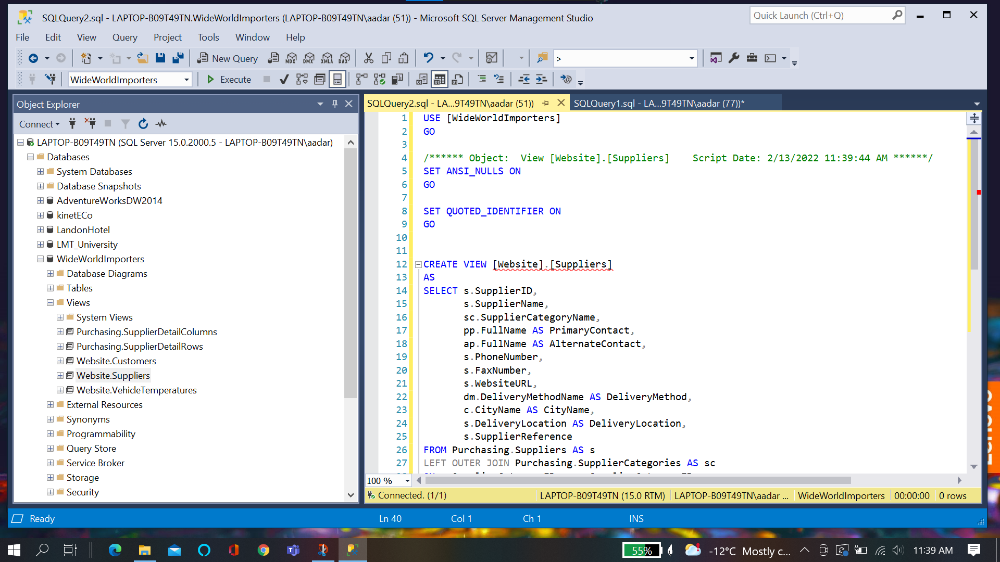 SQLQuery2.sql - LAPTOP-B09T49TN.WideWorldImporters (LAPTOP-B09T49TN\aadar (51)) - Microsoft SQL Server Management Studio
Quick Launch (Ctrl+Q)
File Edit View Query Project Tools Window Help
New Query MDX DMX XMLA DAX >
WideWorldImporters Execute
Object Explorer
Connect
LAPTOP-B09T49TN (SQL Server 15.0.2000.5 - LAPTOP-B09T49TN\aadar)
Databases
System Databases
Database Snapshots
AdventureWorksDW2014
kinetECo
LandonHotel
LMT_University
WideWorldImporters
Database Diagrams
Tables
Views
System Views
Purchasing.SupplierDetailColumns
Purchasing.SupplierDetailRows
Website.Customers
Website.Suppliers
Website.VehicleTemperatures
External Resources
Synonyms
Programmability
Query Store
Service Broker
Storage
Security
SQLQuery2.sql - LA...9T49TN\aadar (51)) SQLQuery1.sql - LA...9T49TN\aadar (77))*
1 USE [WideWorldImporters]
2 GO
3
4 /****** Object:  View [Website].[Suppliers]    Script Date: 2/13/2022 11:39:44 AM ******/
5 SET ANSI_NULLS ON
6 GO
7
8 SET QUOTED_IDENTIFIER ON
9 GO
10
11
12 CREATE VIEW [Website].[Suppliers]
13 AS
14 SELECT s.SupplierID,
15 s.SupplierName,
16 sc.SupplierCategoryName,
17 pp.FullName AS PrimaryContact,
18 ap.FullName AS AlternateContact,
19 s.PhoneNumber,
20 s.FaxNumber,
21 s.WebsiteURL,
22 dm.DeliveryMethodName AS DeliveryMethod,
23 c.CityName AS CityName,
24 s.DeliveryLocation AS DeliveryLocation,
25 s.SupplierReference
26 FROM Purchasing.Suppliers AS s
27 LEFT OUTER JOIN Purchasing.SupplierCategories AS sc
100 %
Connected. (1/1) LAPTOP-B09T49TN (15.0 RTM) LAPTOP-B09T49TN\aadar ... WideWorldImporters 00:00:00 0 rows
Ready Ln 40 Col 1 Ch 1 INS
Lenovo
55% -12°C Mostly c... 11:39 AM